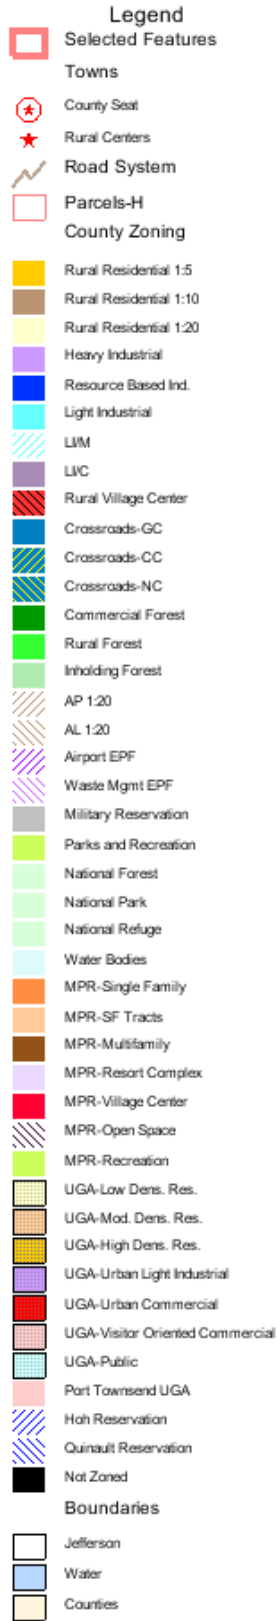 Legend
Selected Features
Towns
County Seat
Rural Centers
Road System
Parcels-H
County Zoning
Rural Residential 1:5
Rural Residential 1:10
Rural Residential 1:20
Heavy Industrial
Resource Based Ind.
Light Industrial
LI/M
LI/C
Rural Village Center
Crossroads-GC
Crossroads-CC
Crossroads-NC
Commercial Forest
Rural Forest
Inholding Forest
AP 1:20
AL 1:20
Airport EPF
Waste Mgmt EPF
Military Reservation
Parks and Recreation
National Forest
National Park
National Refuge
Water Bodies
MPR-Single Family
MPR-SF Tracts
MPR-Multifamily
MPR-Resort Complex
MPR-Village Center
MPR-Open Space
MPR-Recreation
UGA-Low Dens. Res.
UGA-Mod. Dens. Res.
UGA-High Dens. Res.
UGA-Urban Light Industrial
UGA-Urban Commercial
UGA-Visitor Oriented Commercial
UGA-Public
Port Townsend UGA
Hoh Reservation
Quinault Reservation
Not Zoned
Boundaries
Jefferson
Water
Counties